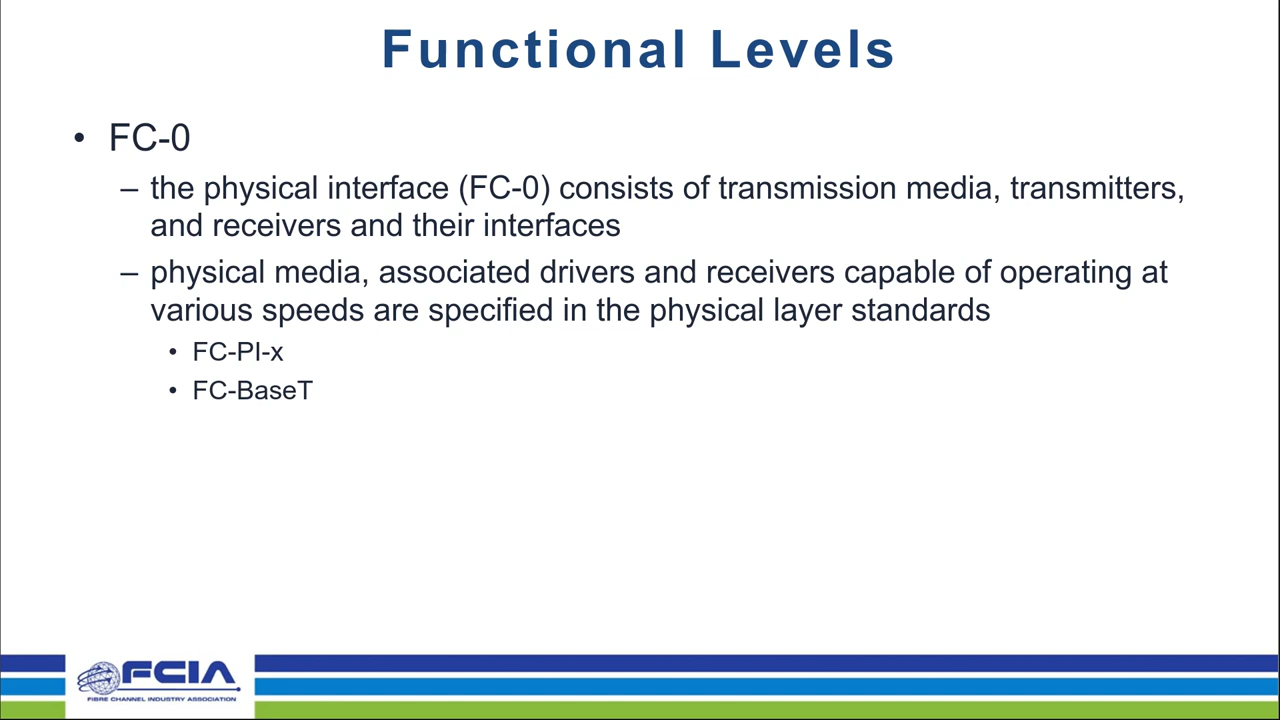 Functional Levels
• FC-0
– the physical interface (FC-0) consists of transmission media, transmitters,
and receivers and their interfaces
– physical media, associated drivers and receivers capable of operating at
various speeds are specified in the physical layer standards
• FC-PI-x
• FC-BaseT
FCIA
FIBRE CHANNEL INDUSTRY ASSOCIATION